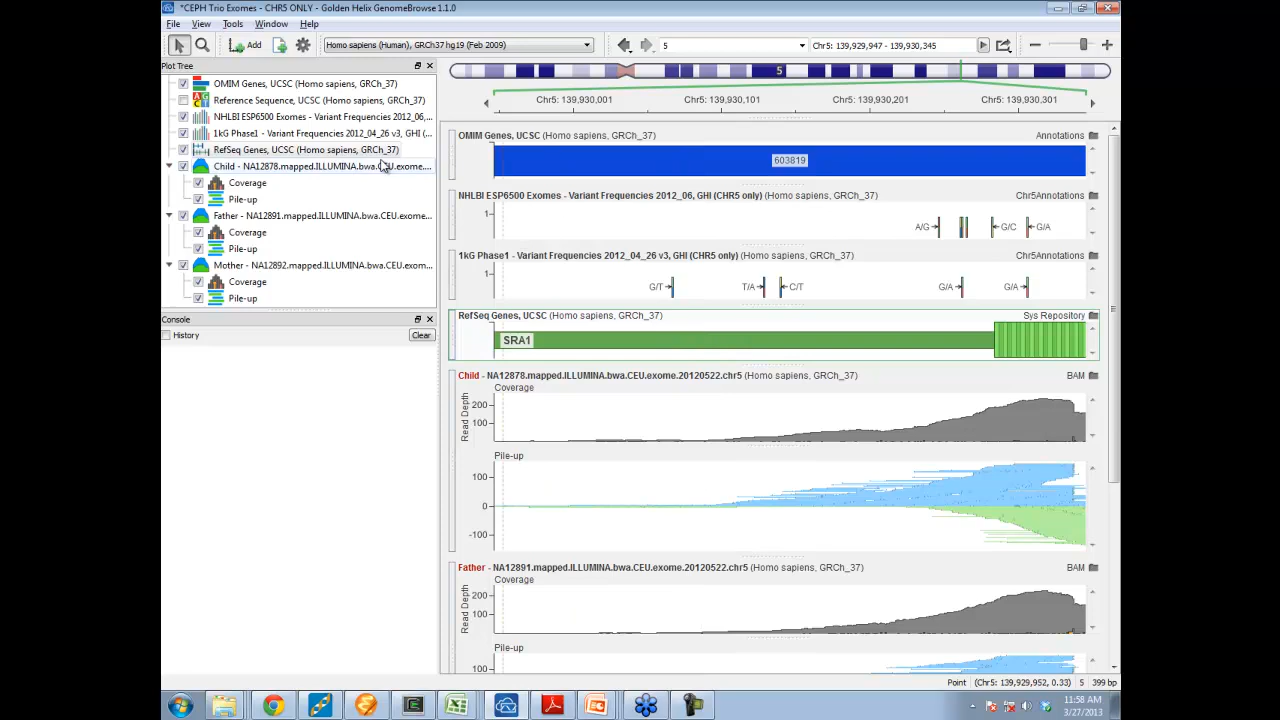 *CEPH Trio Exomes - CHR5 ONLY - Golden Helix GenomeBrowse 1.1.0
File View Tools Window Help
Add
Homo sapiens (Human), GRCh37 hg19 (Feb 2009)
5
Chr5: 139,929,947 - 139,930,345
Plot Tree
OMIM Genes, UCSC (Homo sapiens, GRCh_37)
Reference Sequence, UCSC (Homo sapiens, GRCh_37)
NHLBI ESP6500 Exomes - Variant Frequencies 2012_06,...
1kG Phase1 - Variant Frequencies 2012_04_26 v3, GHI (...
RefSeq Genes, UCSC (Homo sapiens, GRCh_37)
Child - NA12878.mapped.ILLUMINA.bwa.CEU.exome....
Coverage
Pile-up
Father - NA12891.mapped.ILLUMINA.bwa.CEU.exome...
Coverage
Pile-up
Mother - NA12892.mapped.ILLUMINA.bwa.CEU.exom...
Coverage
Pile-up
Console
History
Clear
5
Chr5: 139,930,001 Chr5: 139,930,101 Chr5: 139,930,201 Chr5: 139,930,301
OMIM Genes, UCSC (Homo sapiens, GRCh_37) Annotations
603819
NHLBI ESP6500 Exomes - Variant Frequencies 2012_06, GHI (CHR5 only) (Homo sapiens, GRCh_37) Chr5Annotations
1
A/G G/C G/A
1kG Phase1 - Variant Frequencies 2012_04_26 v3, GHI (CHR5 only) (Homo sapiens, GRCh_37) Chr5Annotations
1
G/T T/A C/T G/A G/A
RefSeq Genes, UCSC (Homo sapiens, GRCh_37) Sys Repository
SRA1
Child - NA12878.mapped.ILLUMINA.bwa.CEU.exome.20120522.chr5 (Homo sapiens, GRCh_37) BAM
Coverage
Read Depth
200
100
Pile-up
100
0
-100
Father - NA12891.mapped.ILLUMINA.bwa.CEU.exome.20120522.chr5 (Homo sapiens, GRCh_37) BAM
Coverage
Read Depth
200
100
Pile-up
100
Point (Chr5: 139,929,952, 0.33) 5 399 bp
11:58 AM
3/27/2013